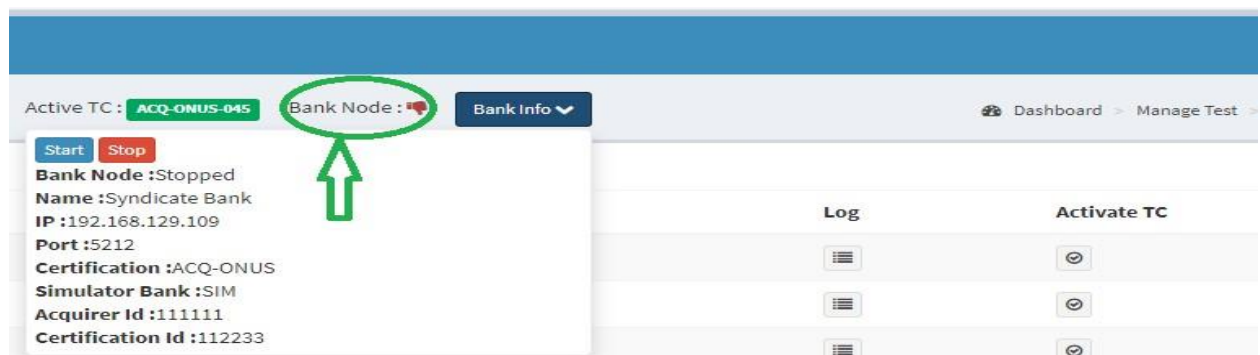 Active TC : ACQ-ONUS-045 Bank Node : Bank Info Dashboard > Manage Test >
Start Stop
Bank Node :Stopped
Name :Syndicate Bank
IP :192.168.129.109
Log Activate TC
Port :5212
Certification :ACQ-ONUS
Simulator Bank :SIM
Acquirer Id :111111
Certification Id :112233